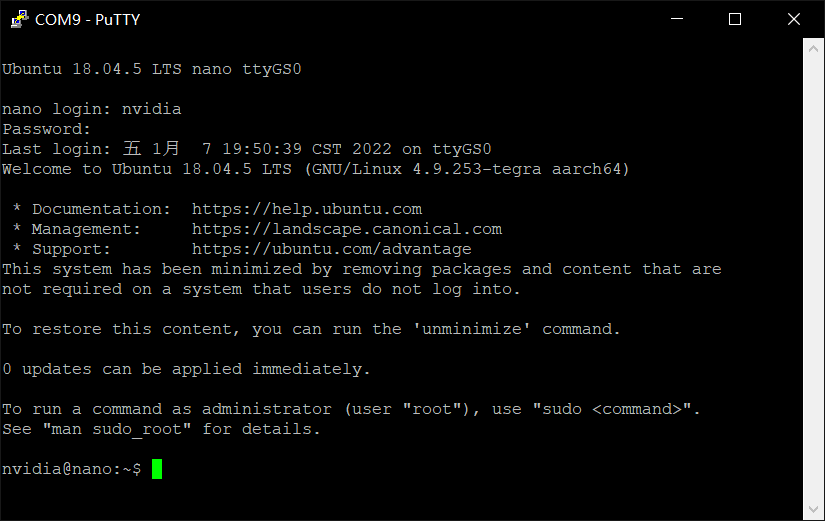 COM9 - PuTTY
Ubuntu 18.04.5 LTS nano ttyGS0
nano login: nvidia
Password:
Last login: 五 1月  7 19:50:39 CST 2022 on ttyGS0
Welcome to Ubuntu 18.04.5 LTS (GNU/Linux 4.9.253-tegra aarch64)
 * Documentation:  https://help.ubuntu.com
 * Management:     https://landscape.canonical.com
 * Support:        https://ubuntu.com/advantage
This system has been minimized by removing packages and content that are
not required on a system that users do not log into.
To restore this content, you can run the 'unminimize' command.
0 updates can be applied immediately.
To run a command as administrator (user "root"), use "sudo <command>".
See "man sudo_root" for details.
nvidia@nano:~$